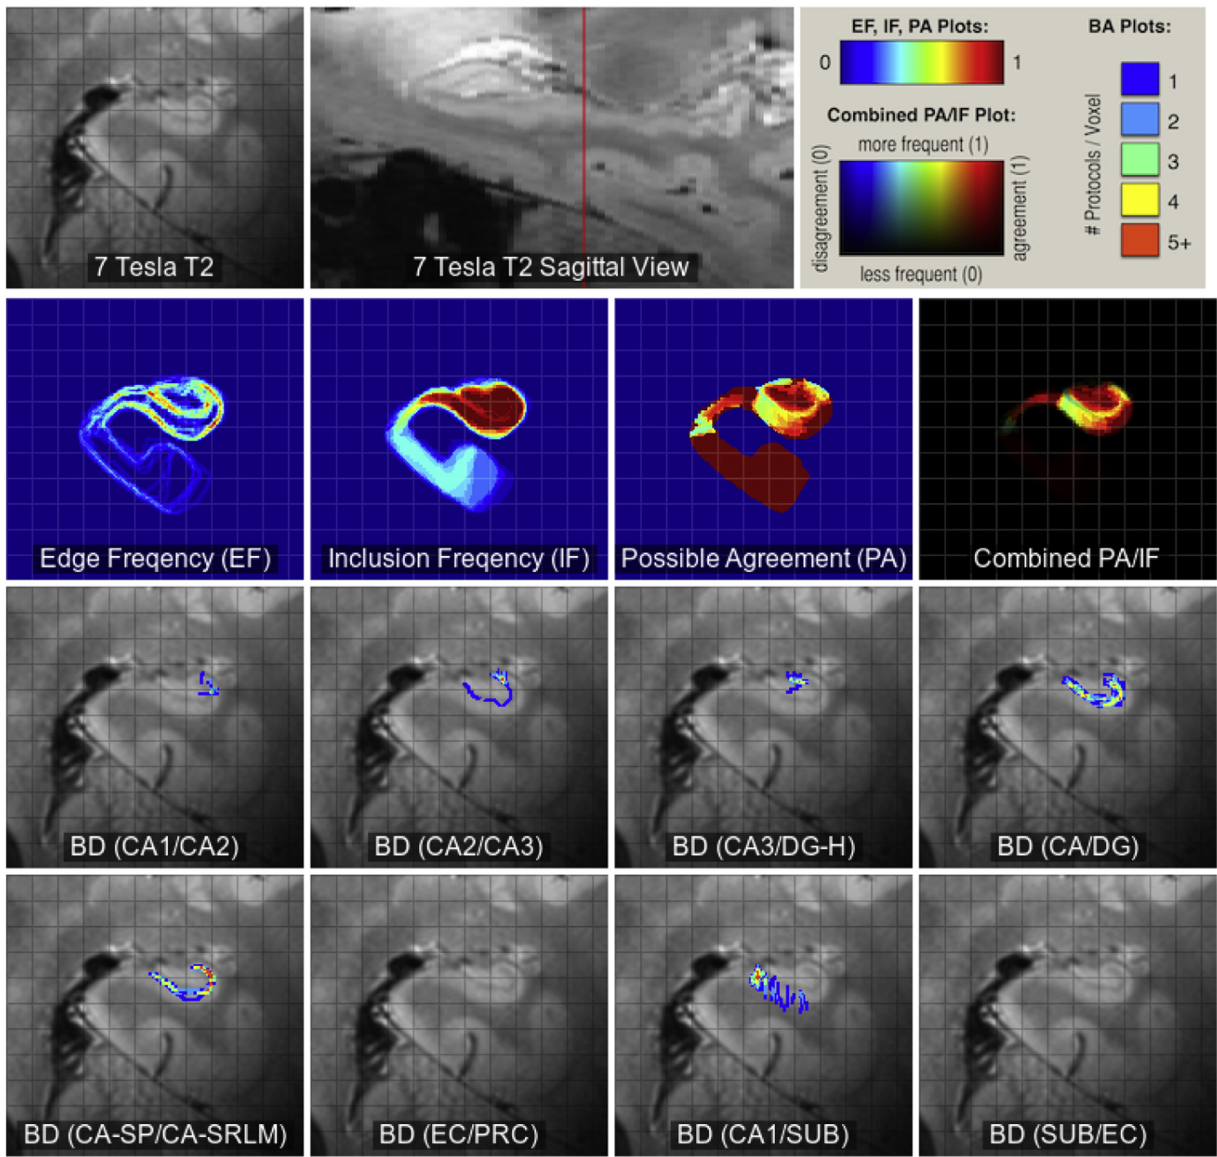 7 Tesla T2
7 Tesla T2 Sagittal View
EF, IF, PA Plots:
0
1
Combined PA/IF Plot:
more frequent (1)
disagreement (0)
agreement (1)
less frequent (0)
BA Plots:
# Protocols / Voxel
1
2
3
4
5+
Edge Freqency (EF)
Inclusion Freqency (IF)
Possible Agreement (PA)
Combined PA/IF
BD (CA1/CA2)
BD (CA2/CA3)
BD (CA3/DG-H)
BD (CA/DG)
BD (CA-SP/CA-SRLM)
BD (EC/PRC)
BD (CA1/SUB)
BD (SUB/EC)